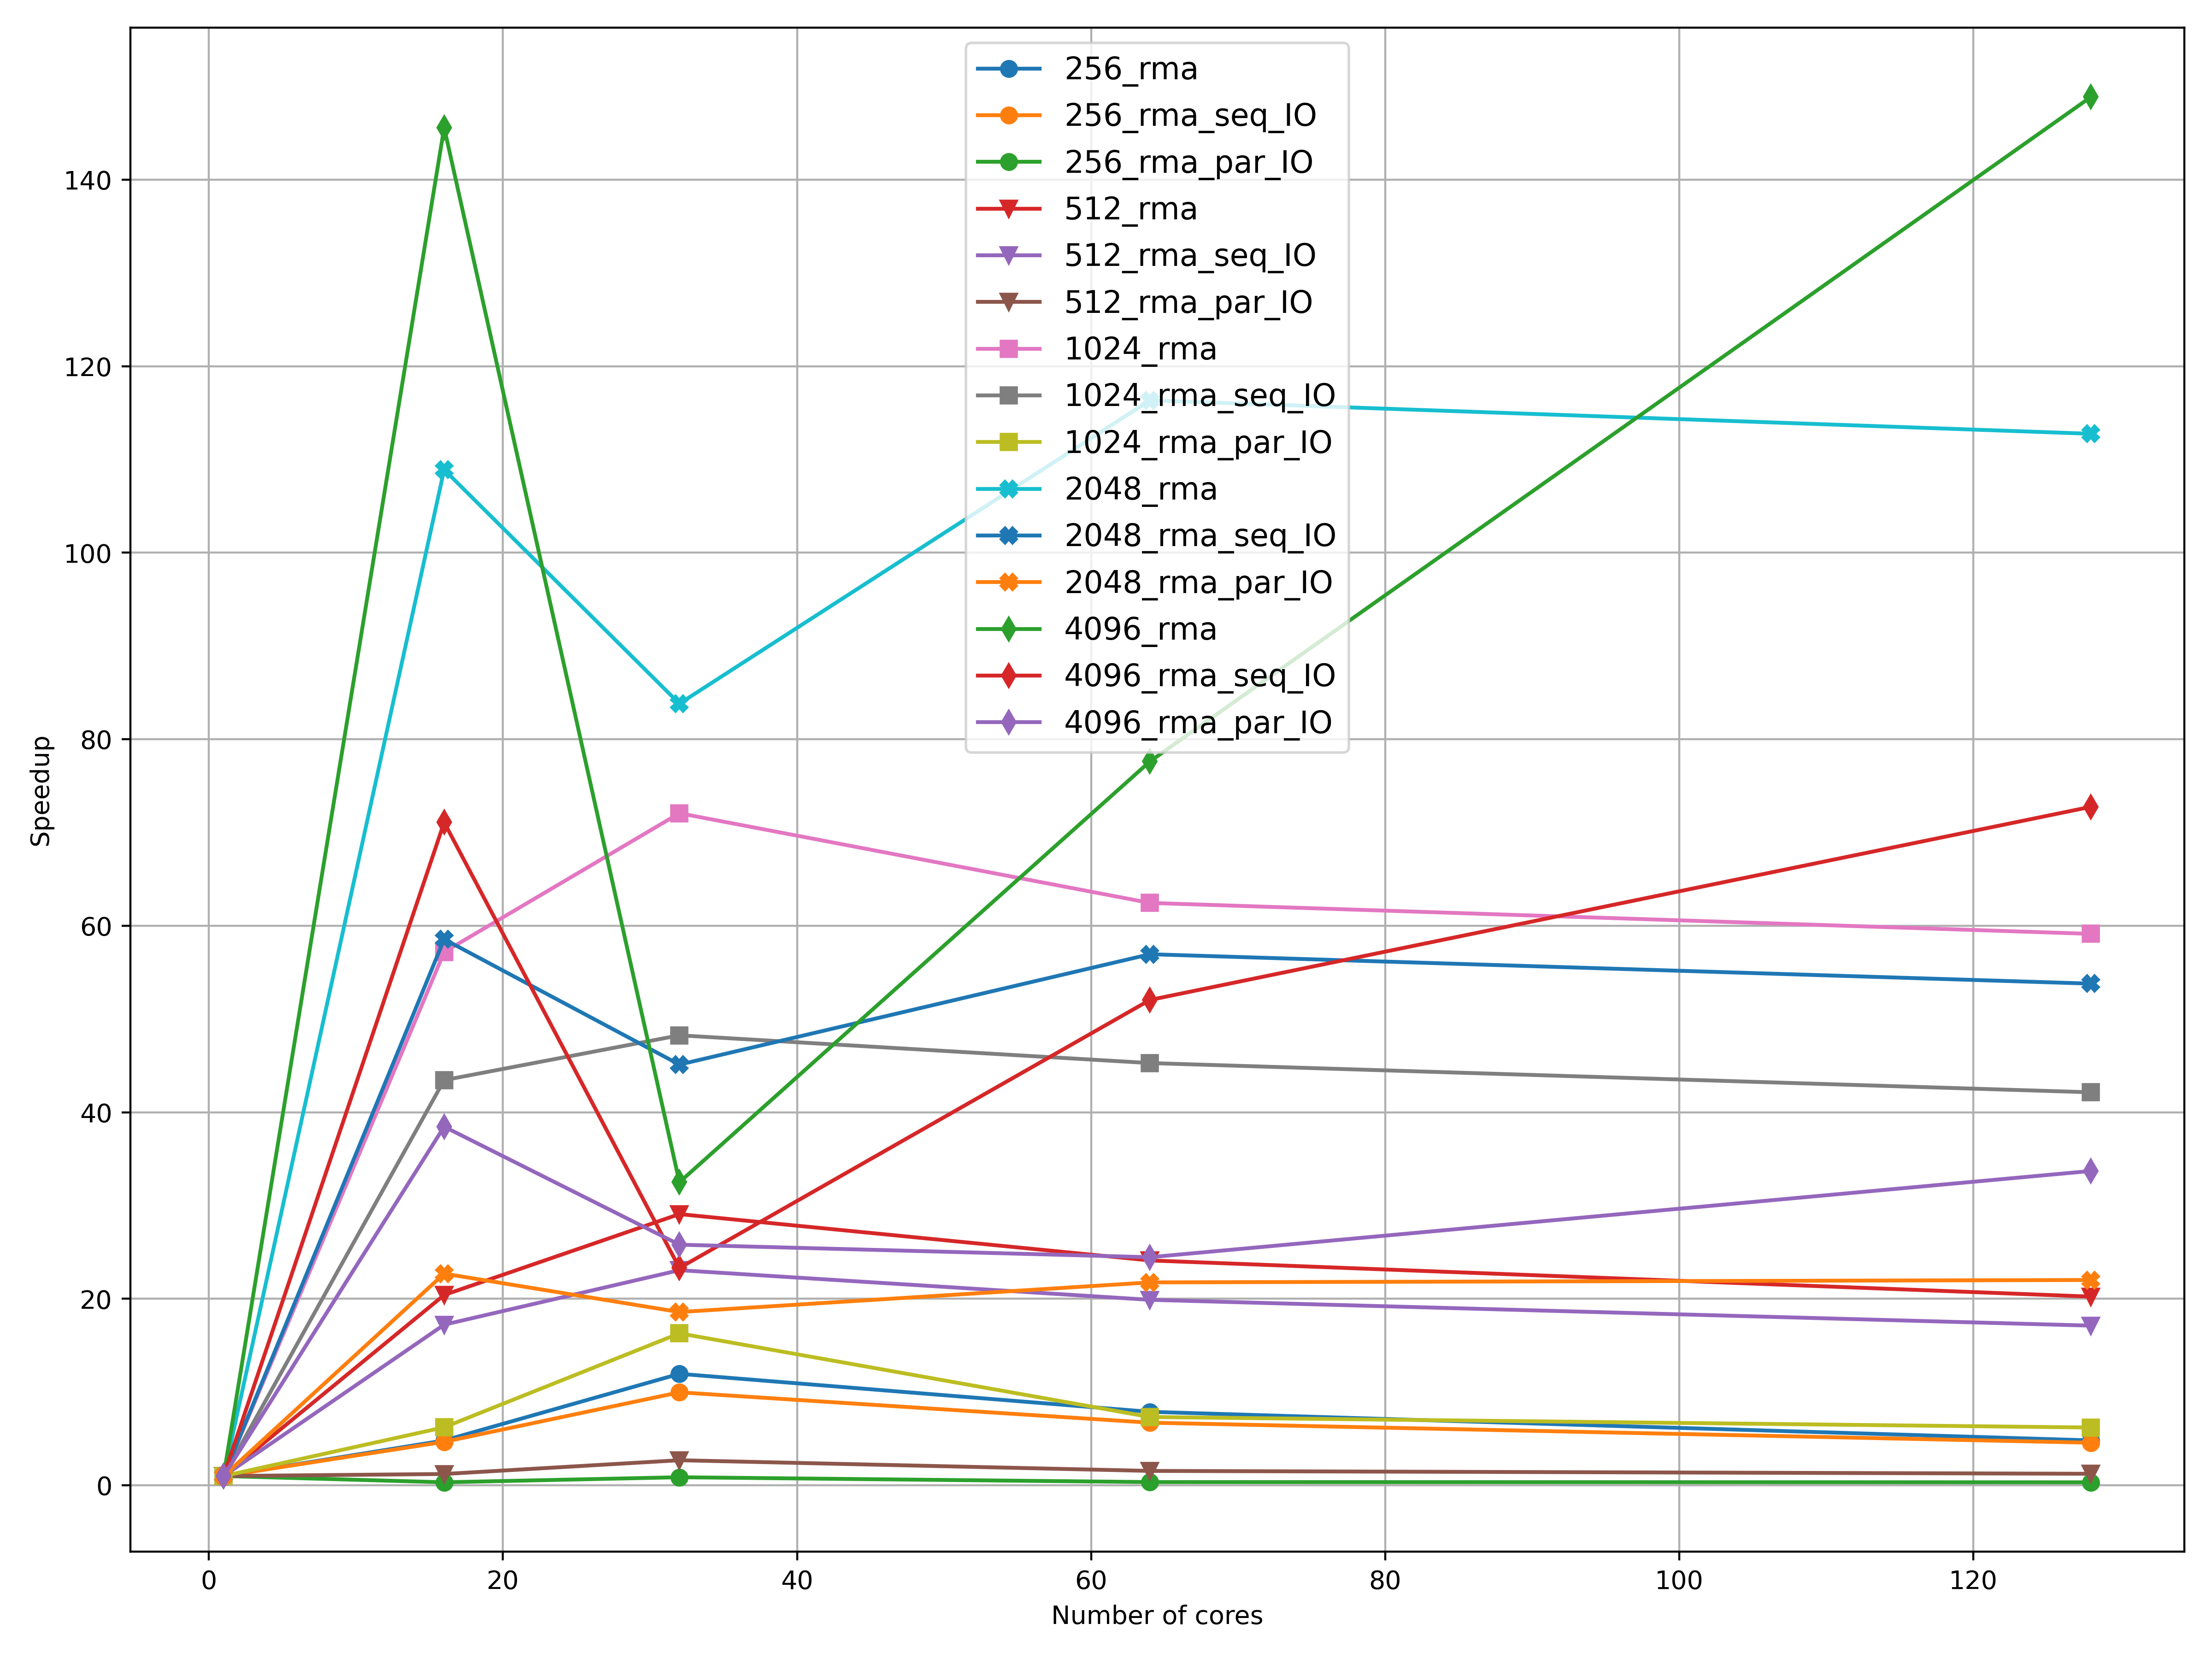 256_rma
256_rma_seq_IO
256_rma_par_IO
512_rma
512_rma_seq_IO
512_rma_par_IO
1024_rma
1024_rma_seq_IO
1024_rma_par_IO
2048_rma
2048_rma_seq_IO
2048_rma_par_IO
4096_rma
4096_rma_seq_IO
4096_rma_par_IO
140
120
100
80
60
40
20
0
Speedup
0 20 40 60 80 100 120
Number of cores